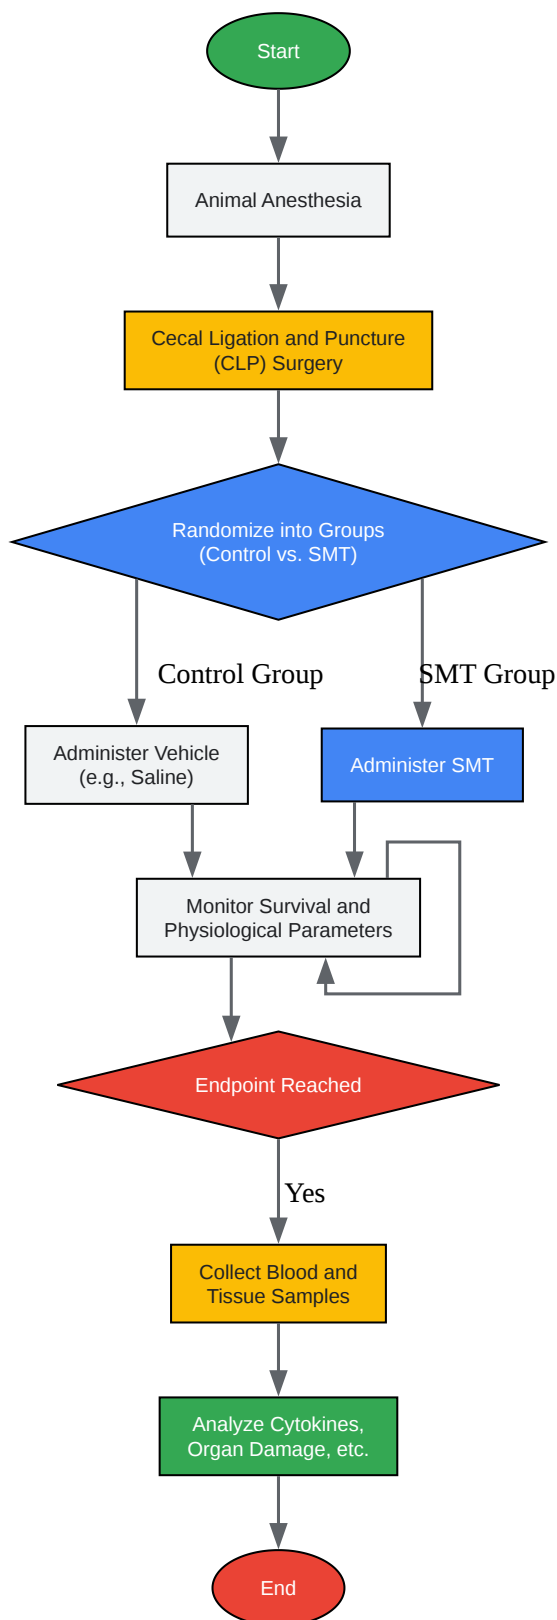 Start
Animal Anesthesia
Cecal Ligation and Puncture
(CLP) Surgery
Randomize into Groups
(Control vs. SMT)
Control Group
SMT Group
Administer Vehicle
(e.g., Saline)
Administer SMT
Monitor Survival and
Physiological Parameters
Endpoint Reached
Yes
Collect Blood and
Tissue Samples
Analyze Cytokines,
Organ Damage, etc.
End